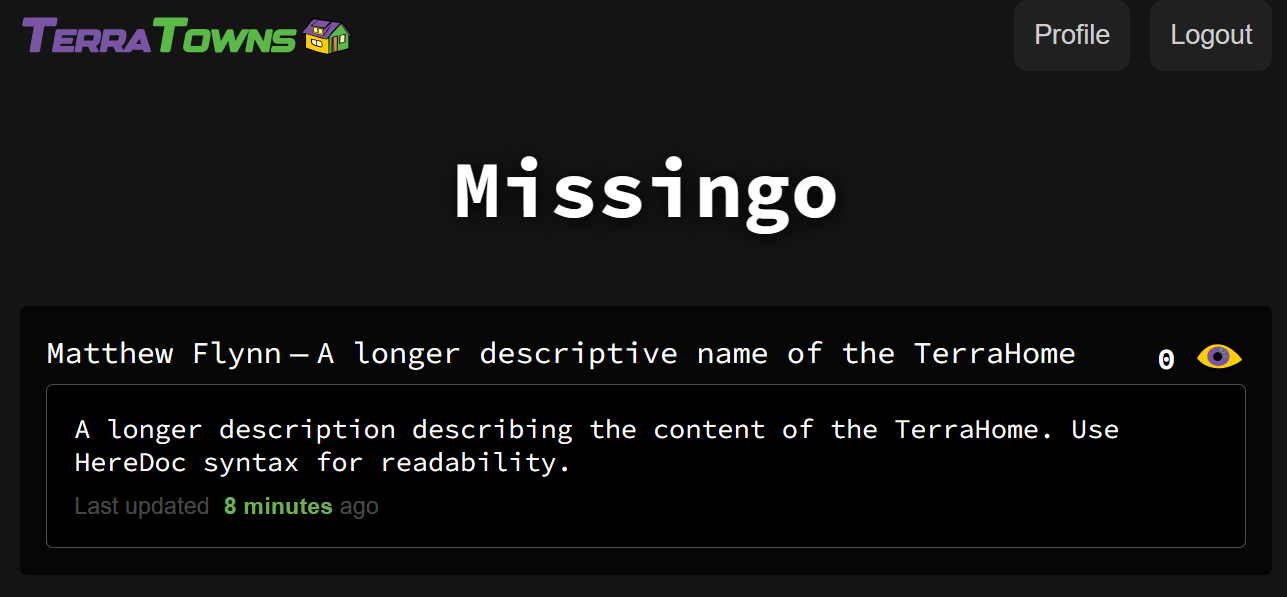 TERRATOWNS
Profile
Logout
Missingo
Matthew Flynn — A longer descriptive name of the TerraHome
0
A longer description describing the content of the TerraHome. Use
HereDoc syntax for readability.
Last updated 8 minutes ago